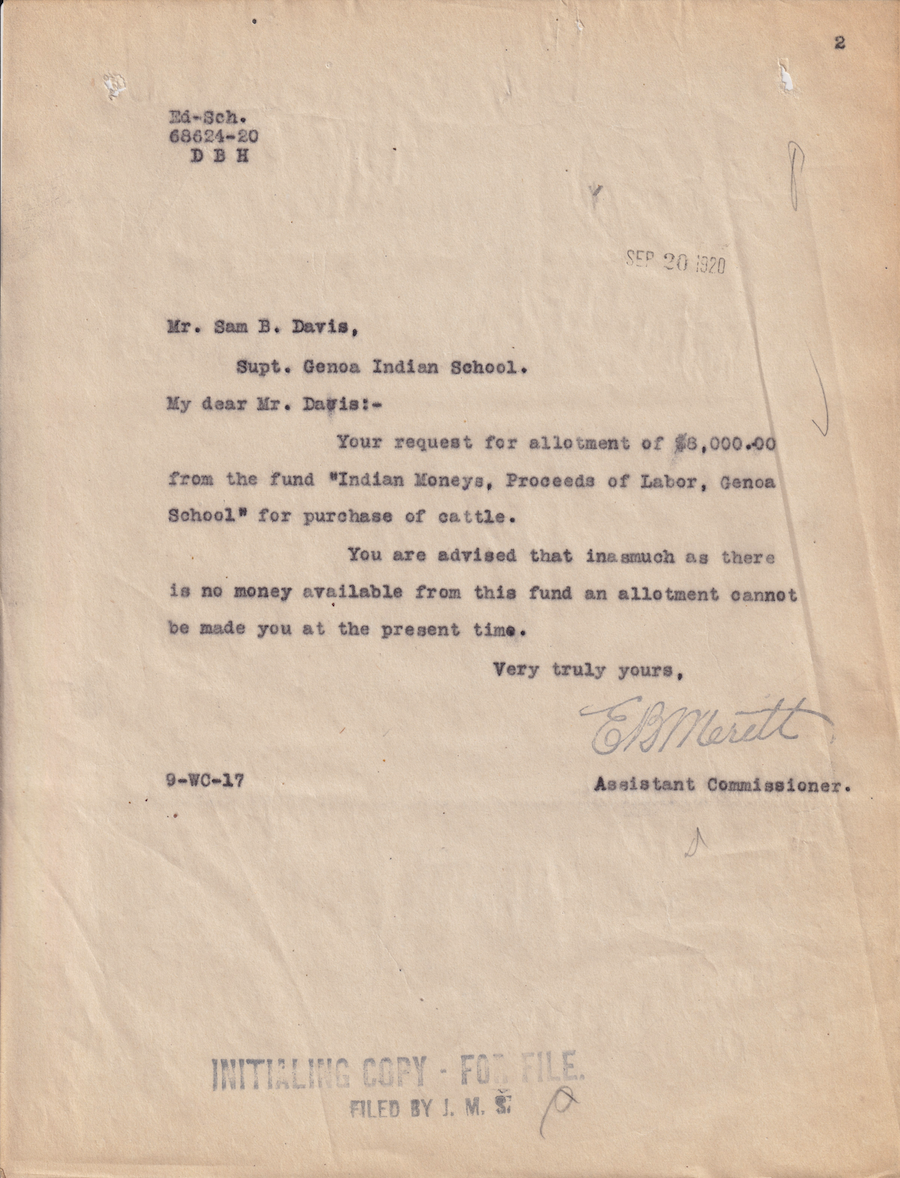 2
Ed-Sch.
68624-20
D B H
SEP 20 1920
Mr. Sam B. Davis,
Supt. Genoa Indian School.
My dear Mr. Davis:-
Your request for allotment of $8,000.00
from the fund "Indian Moneys, Proceeds of Labor, Genoa
School" for purchase of cattle.
You are advised that inasmuch as there
is no money available from this fund an allotment cannot
be made you at the present time.
Very truly yours,
E B Meritt
9-WC-17
Assistant Commissioner.
INITIALING COPY - FOR FILE.
FILED BY J. M. S.